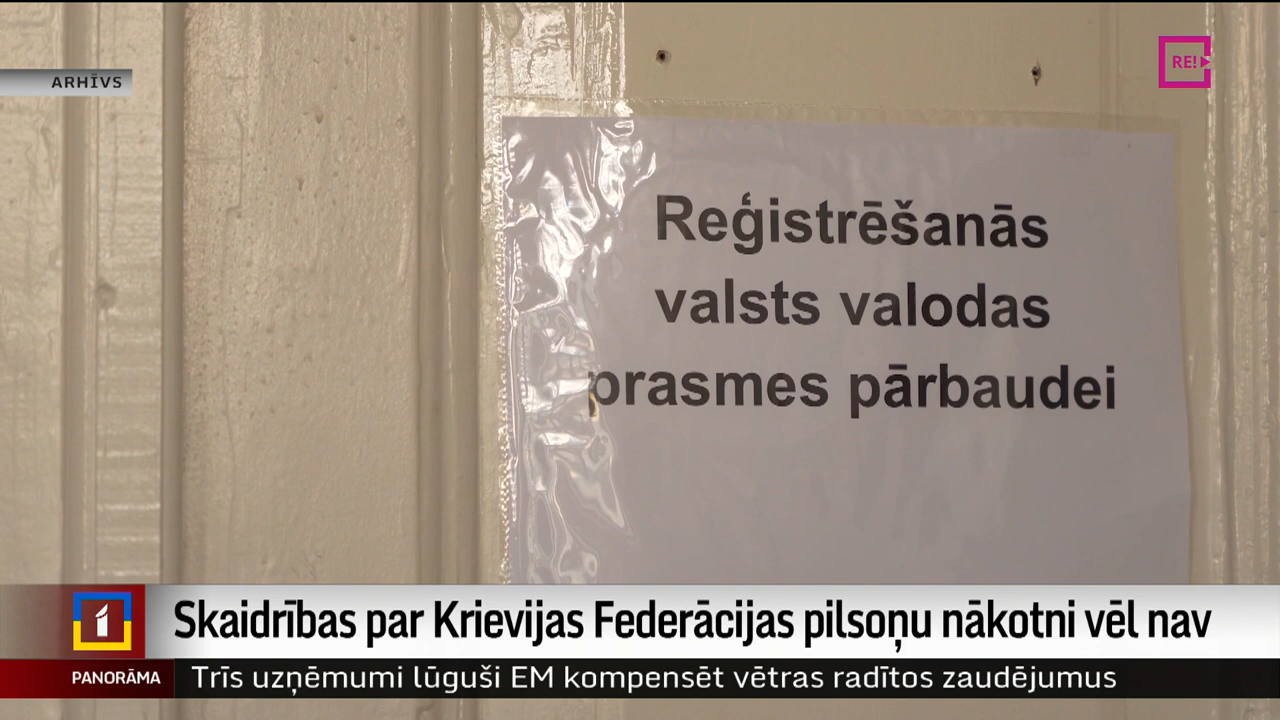 ARHĪVS
RE!
Reģistrēšanās
valsts valodas
prasmes pārbaudei
1
Skaidrības par Krievijas Federācijas pilsoņu nākotni vēl nav
PANORĀMA
Trīs uzņēmumi lūguši EM kompensēt vētras radītos zaudējumus